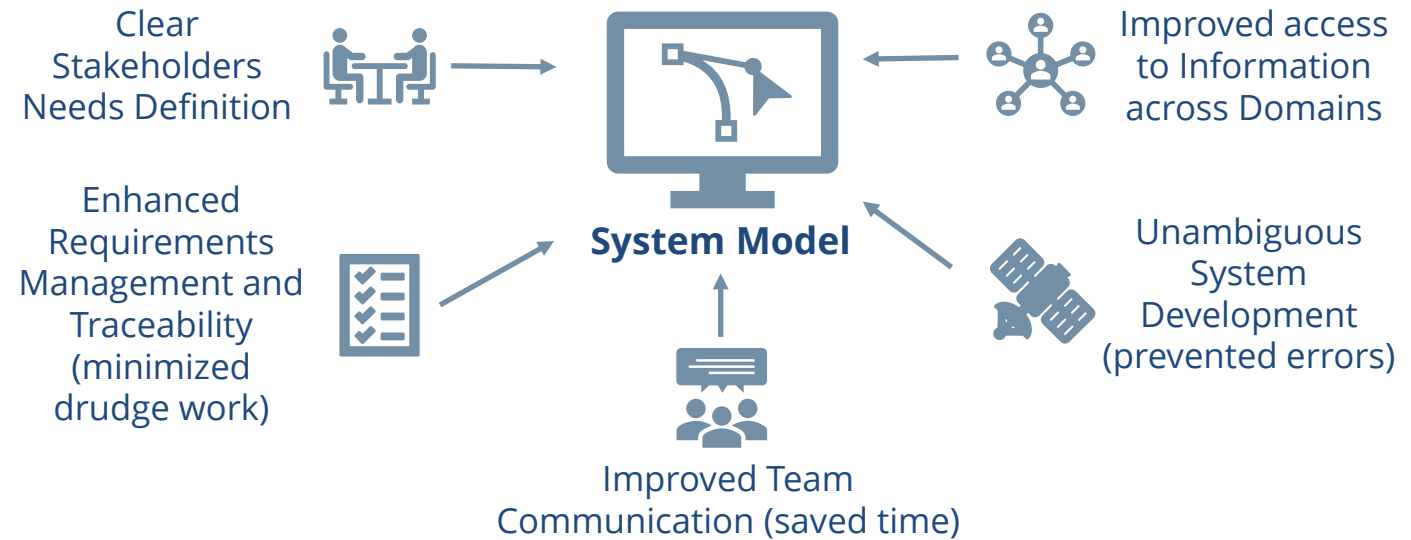 Clear
Stakeholders
Needs Definition
Improved access
to Information
across Domains
Enhanced
Requirements
Management and
Traceability
(minimized
drudge work)
System Model
Unambiguous
System
Development
(prevented errors)
Improved Team
Communication (saved time)